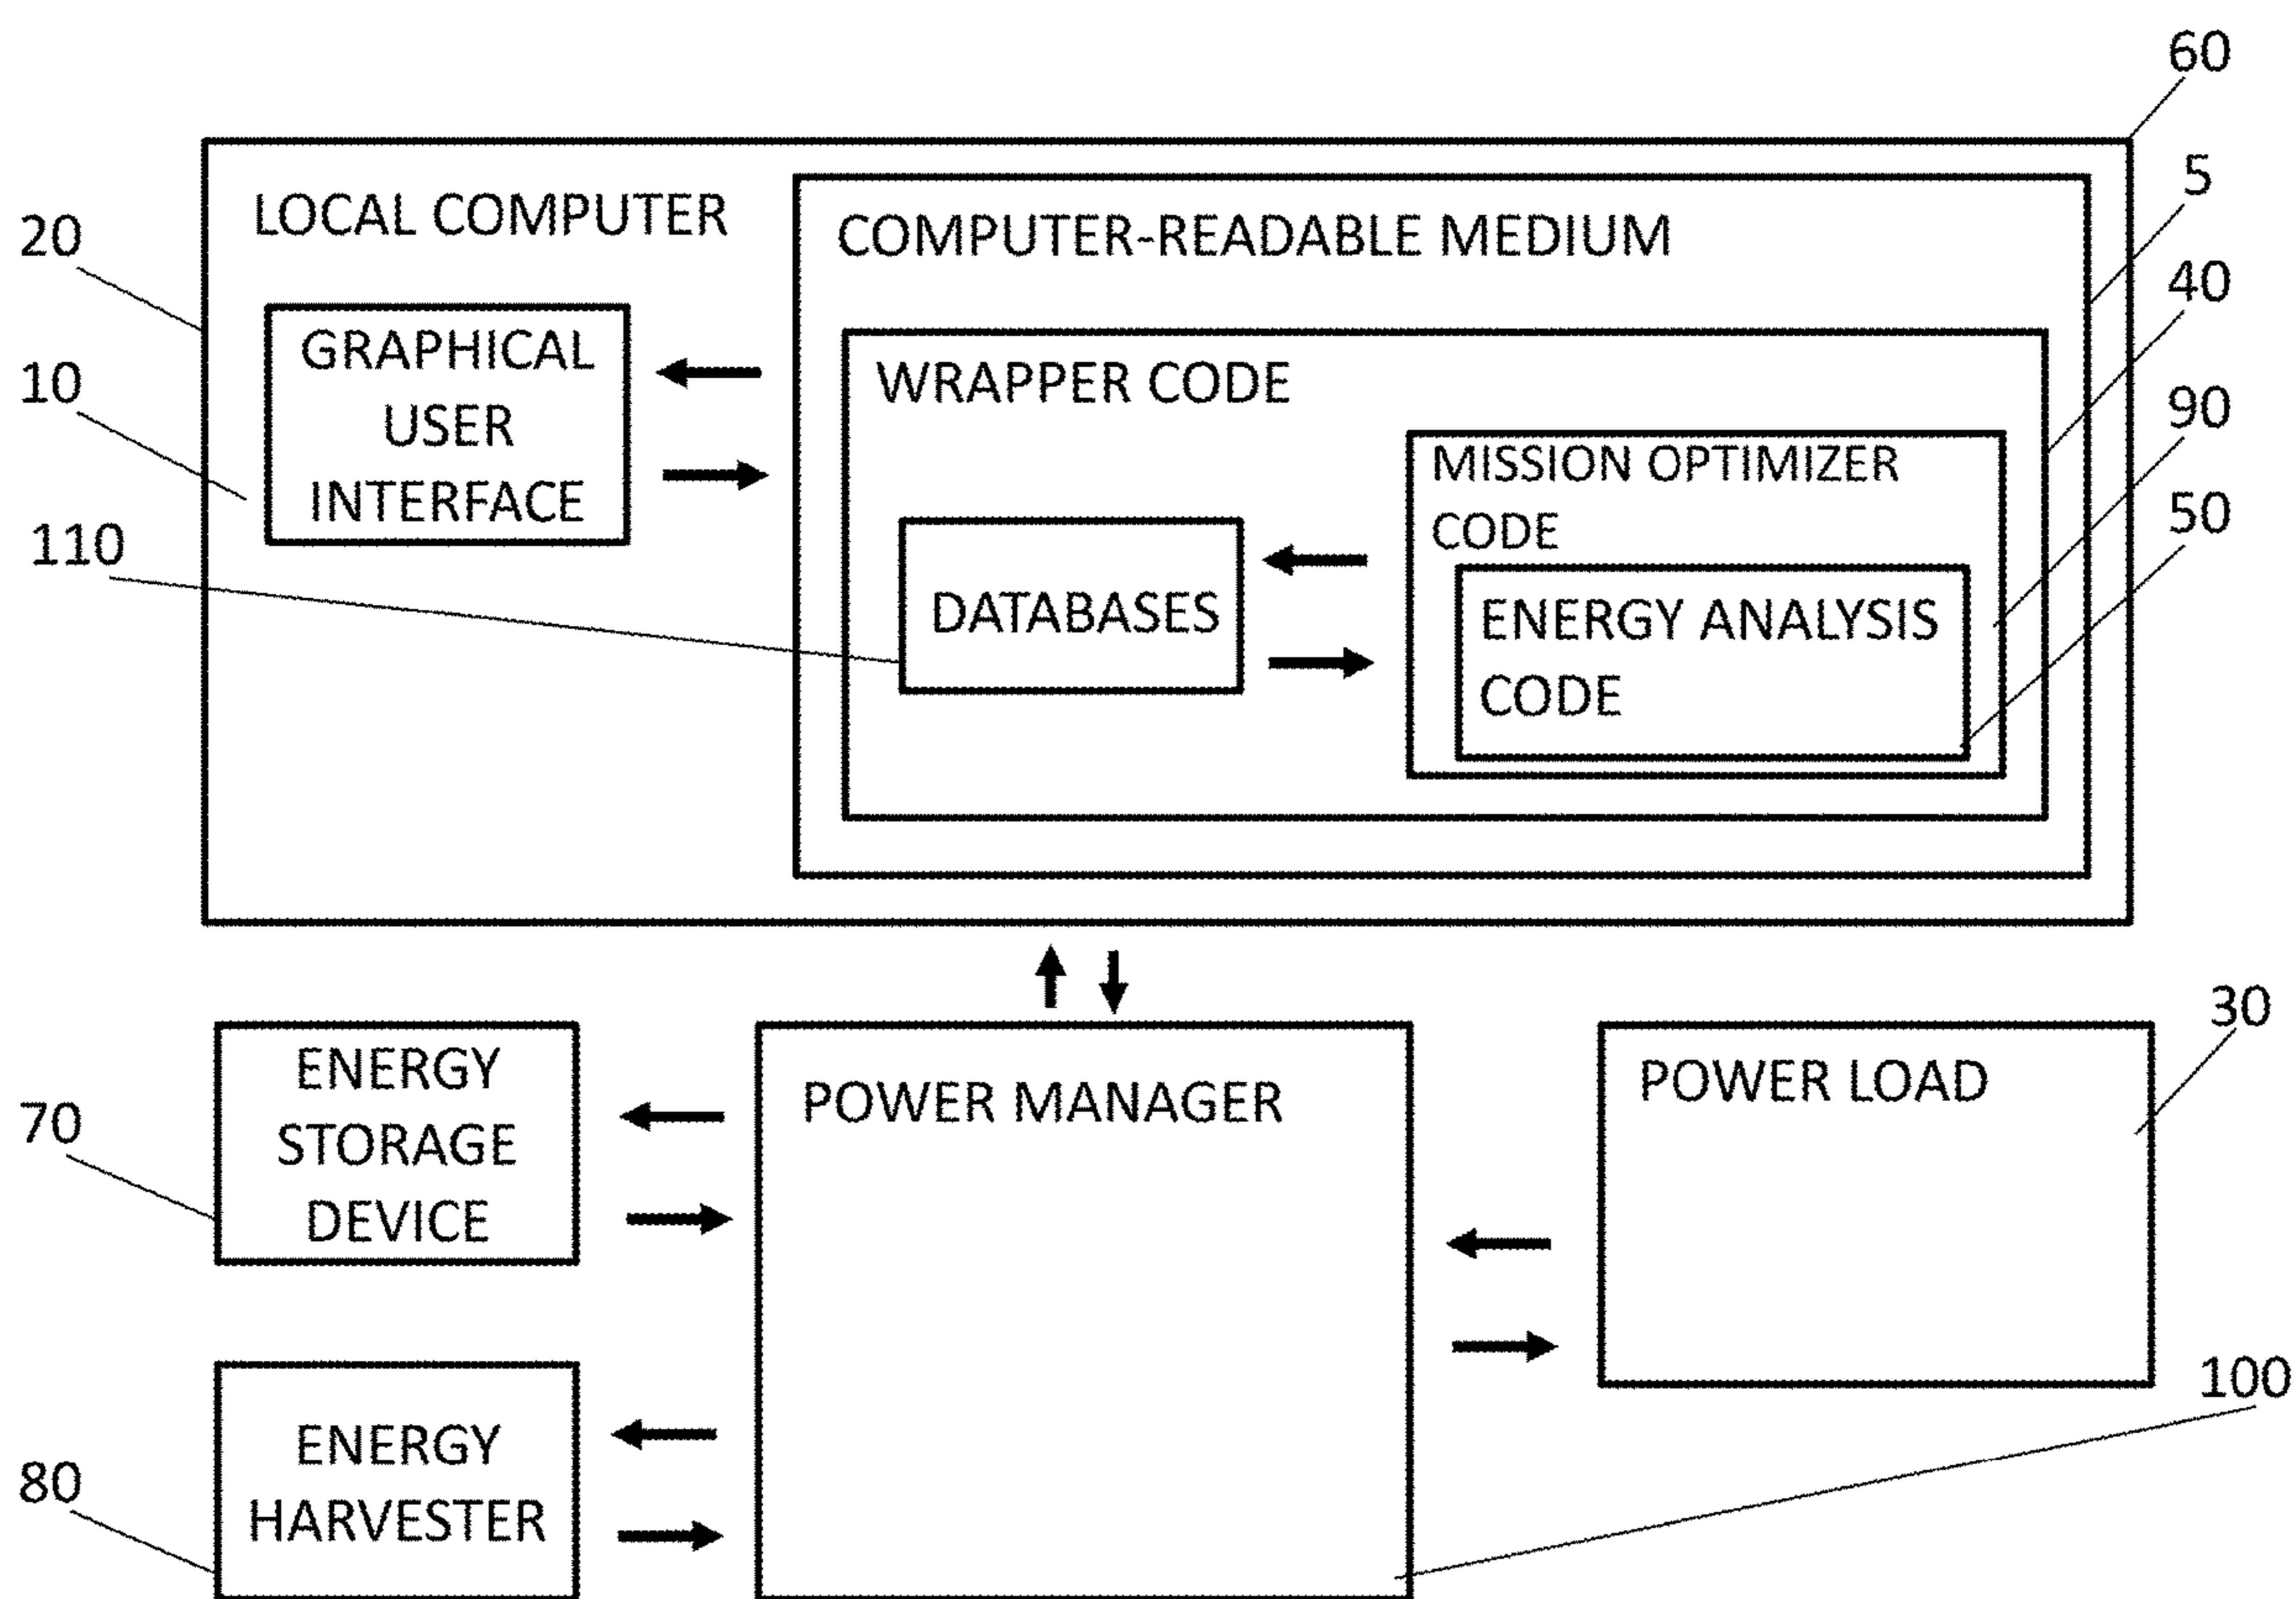 60
5
20
LOCAL COMPUTER
COMPUTER-READABLE MEDIUM
40
10
GRAPHICAL
USER
INTERFACE
WRAPPER CODE
90
MISSION OPTIMIZER
CODE
50
110
DATABASES
ENERGY ANALYSIS
CODE
30
70
ENERGY
STORAGE
DEVICE
POWER MANAGER
POWER LOAD
100
80
ENERGY
HARVESTER